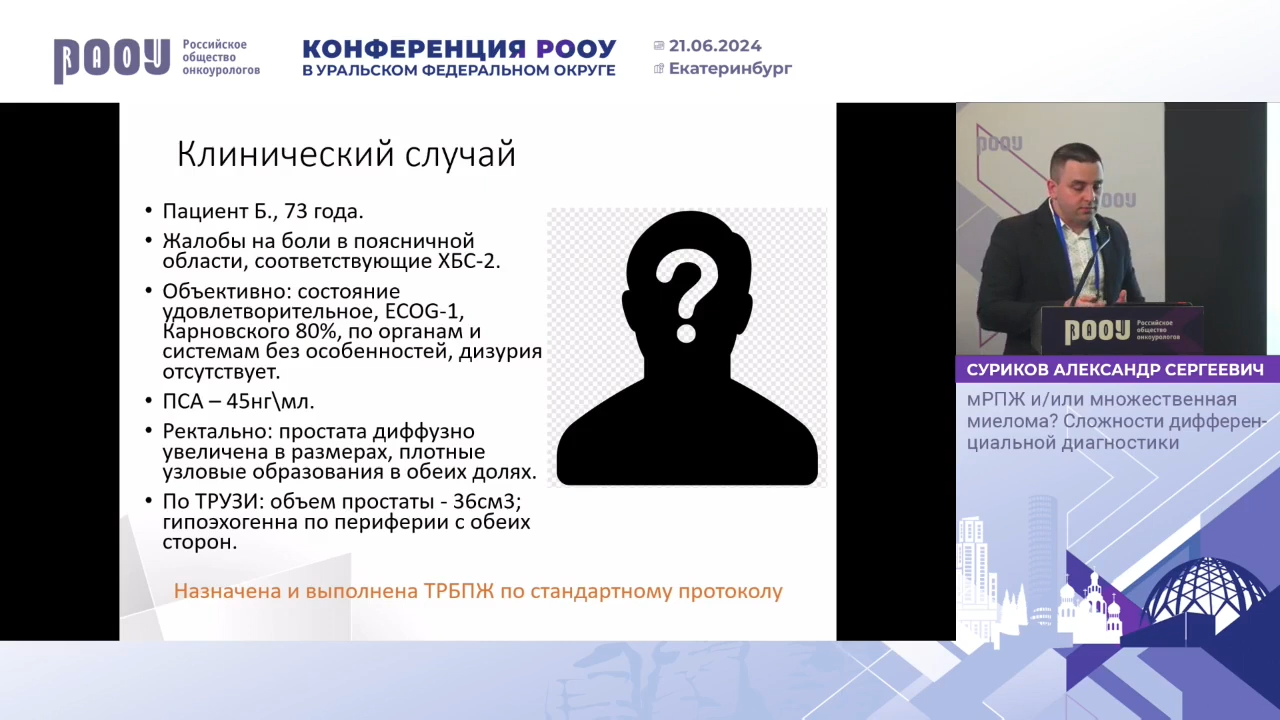 РООУ
Российское
общество
онкоурологов
КОНФЕРЕНЦИЯ РООУ
В УРАЛЬСКОМ ФЕДЕРАЛЬНОМ ОКРУГЕ
21.06.2024
Екатеринбург
Клинический случай
• Пациент Б., 73 года.
• Жалобы на боли в поясничной
области, соответствующие ХБС-2.
• Объективно: состояние
удовлетворительное, ECOG-1,
Карновского 80%, по органам и
системам без особенностей, дизурия
отсутствует.
• ПСА – 45нг\мл.
• Ректально: простата диффузно
увеличена в размерах, плотные
узловые образования в обеих долях.
• По ТРУЗИ: объем простаты - 36см3;
гипоэхогенна по периферии с обеих
сторон.
Назначена и выполнена ТРБПЖ по стандартному протоколу
?
РООУ
РООУ
РООУ
Российское
общество
онкоурологов
СУРИКОВ АЛЕКСАНДР СЕРГЕЕВИЧ
мРПЖ и/или множественная
миелома? Сложности дифферен-
циальной диагностики